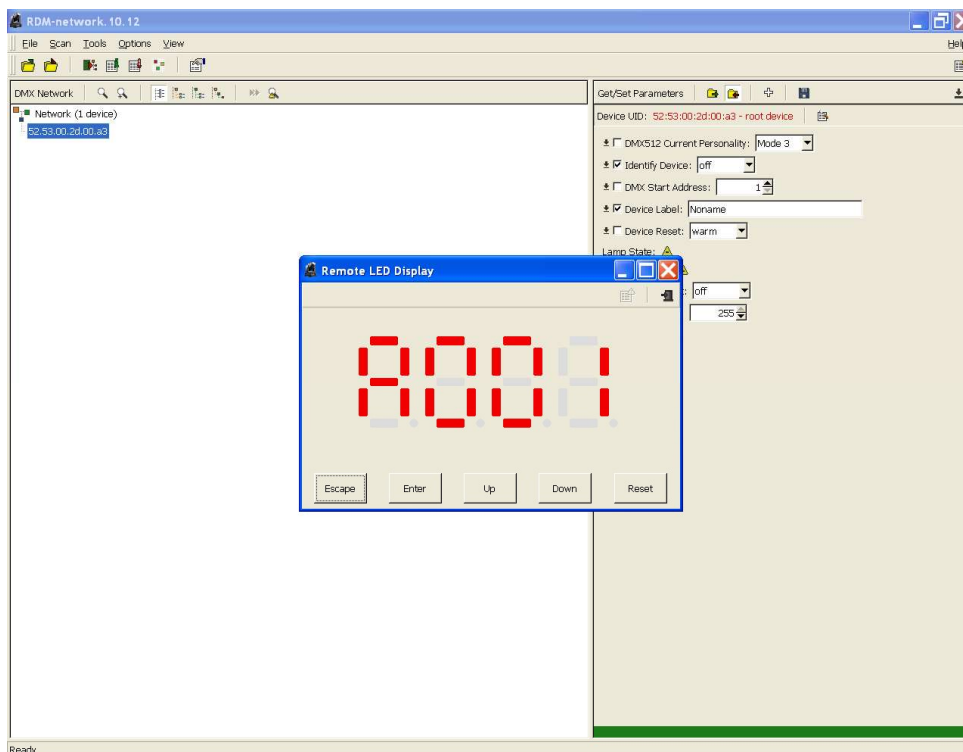 RDM-network.10.12
File Scan Tools Options View Help
DMX Network
Network (1 device)
52.53.00.2d.00.a3
Get/Set Parameters
Device UID: 52:53:00:2d:00:a3 - root device
DMX512 Current Personality: Mode 3
Identify Device: off
DMX Start Address: 1
Device Label: Noname
Device Reset: warm
Lamp State:
off
255
Remote LED Display
A001
Escape Enter Up Down Reset
Ready